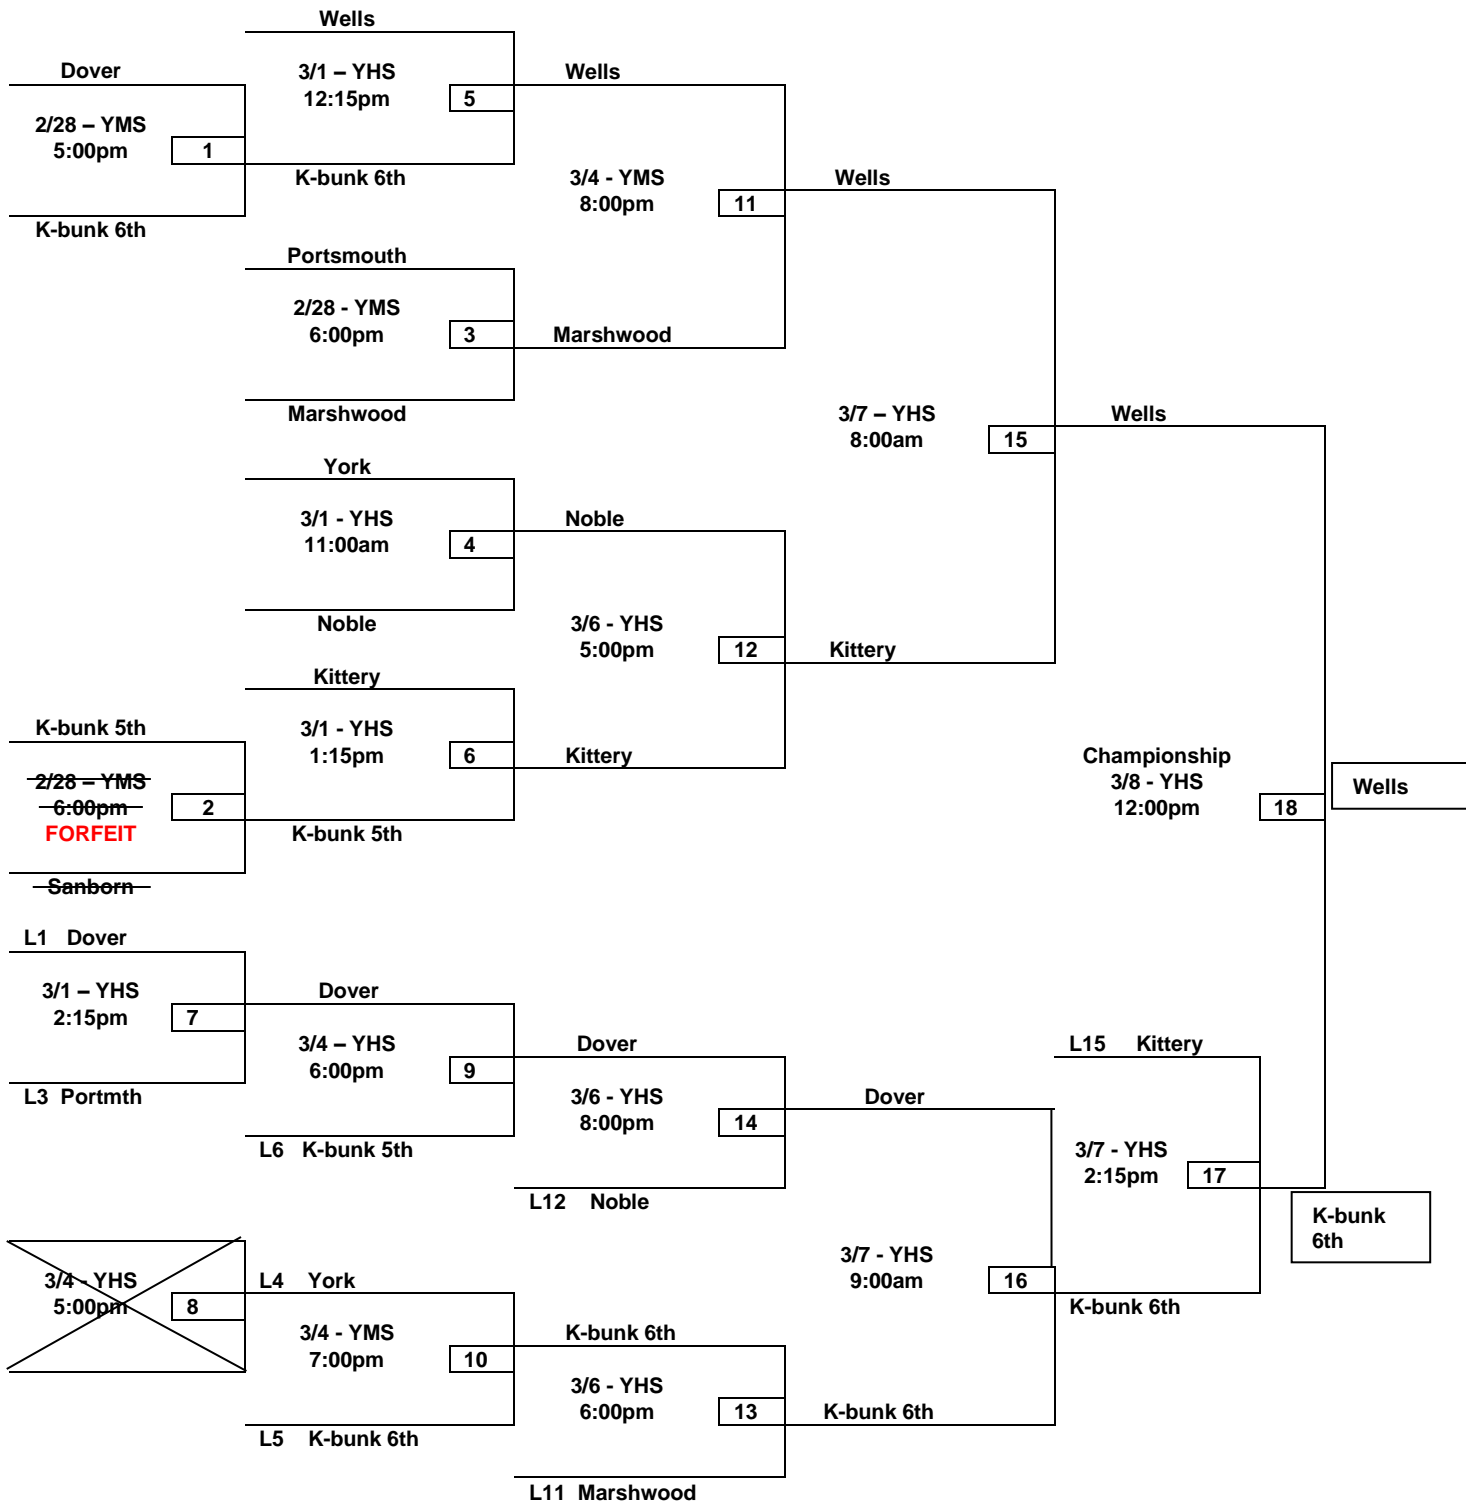 Wells
Dover
3/1 – YHS
12:15pm
5
Wells
2/28 – YMS
5:00pm
1
K-bunk 6th
K-bunk 6th
3/4 - YMS
8:00pm
11
Wells
Portsmouth
2/28 - YMS
6:00pm
3
Marshwood
Marshwood
3/7 – YHS
8:00am
15
Wells
York
3/1 - YHS
11:00am
4
Noble
Noble
3/6 - YHS
5:00pm
12
Kittery
Kittery
K-bunk 5th
3/1 - YHS
1:15pm
6
Kittery
2/28 – YMS
6:00pm
FORFEIT
2
K-bunk 5th
Sanborn
Championship
3/8 - YHS
12:00pm
18
Wells
L1 Dover
3/1 – YHS
2:15pm
7
Dover
L3 Portmth
3/4 – YHS
6:00pm
9
Dover
L6 K-bunk 5th
3/6 - YHS
8:00pm
14
Dover
L12 Noble
L15 Kittery
3/7 - YHS
2:15pm
17
K-bunk
6th
3/7 - YHS
9:00am
16
K-bunk 6th
3/4 - YHS
5:00pm
8
L4 York
3/4 - YMS
7:00pm
10
K-bunk 6th
L5 K-bunk 6th
3/6 - YHS
6:00pm
13
K-bunk 6th
L11 Marshwood